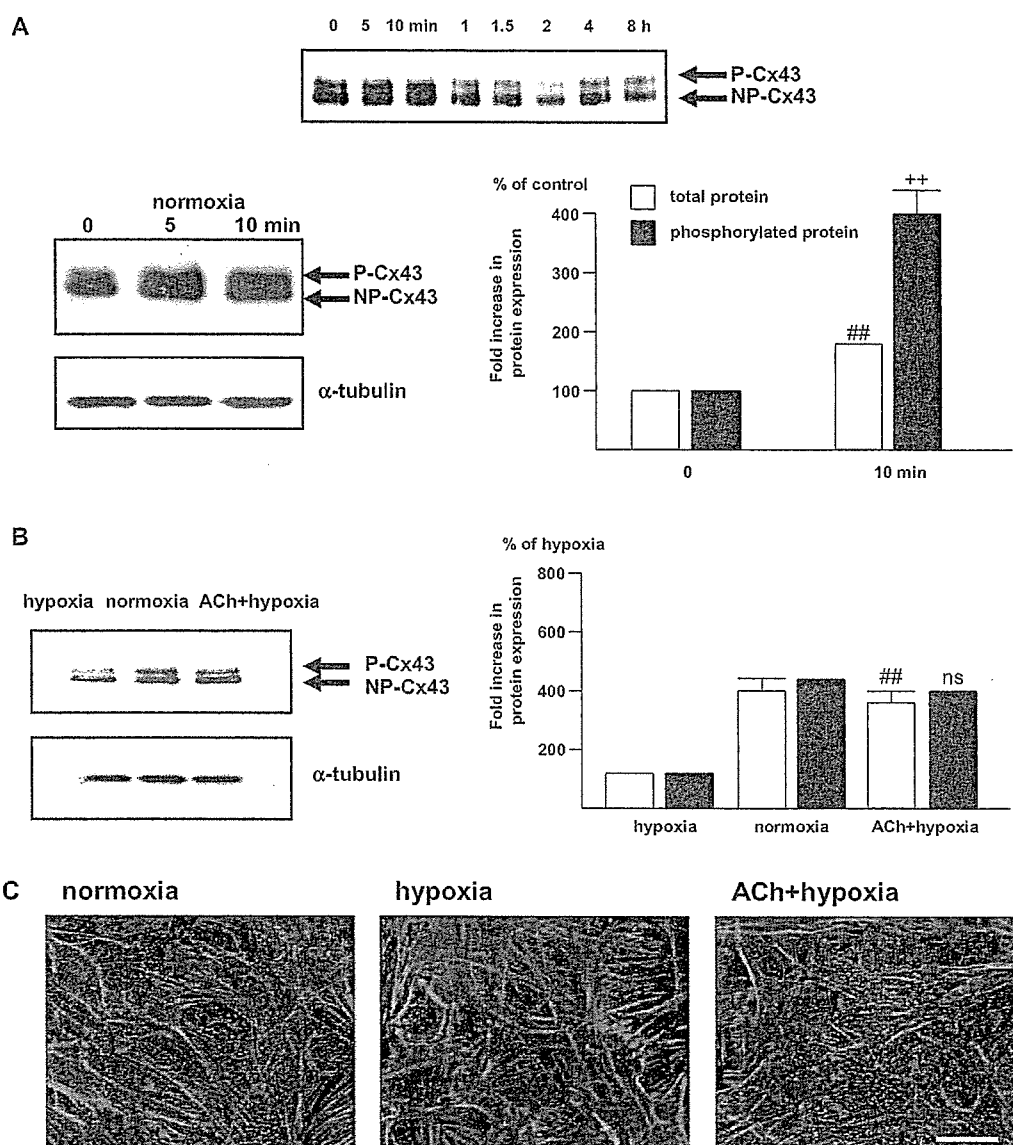 A
0 5 10 min 1 1.5 2 4 8 h
P-Cx43
NP-Cx43
normoxia
0 5 10 min
P-Cx43
NP-Cx43
α-tubulin
% of control
total protein
phosphorylated protein
Fold increase in
protein expression
400
300
200
100
##
++
0
10 min
B
hypoxia normoxia ACh+hypoxia
P-Cx43
NP-Cx43
α-tubulin
% of hypoxia
Fold increase in
protein expression
800
600
400
200
##
ns
hypoxia
normoxia
ACh+hypoxia
C
normoxia
hypoxia
ACh+hypoxia